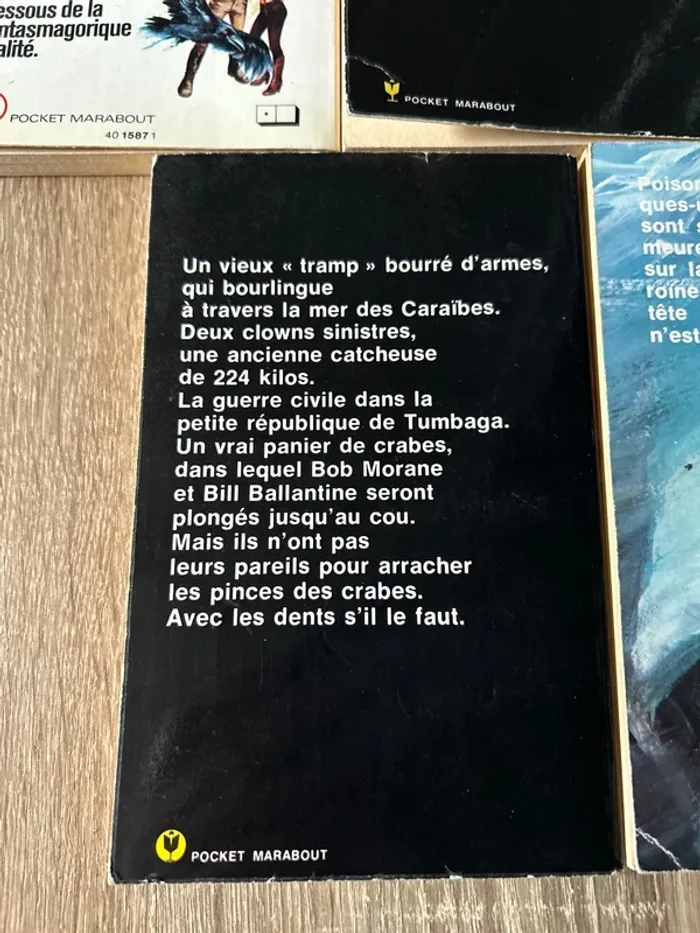 essous de la
ntasmagorique
alité.
POCKET MARABOUT
40 1587 1
POCKET MARABOUT
Un vieux « tramp » bourré d'armes,
qui bourlingue
à travers la mer des Caraïbes.
Deux clowns sinistres,
une ancienne catcheuse
de 224 kilos.
La guerre civile dans la
petite république de Tumbaga.
Un vrai panier de crabes,
dans lequel Bob Morane
et Bill Ballantine seront
plongés jusqu'au cou.
Mais ils n'ont pas
leurs pareils pour arracher
les pinces des crabes.
Avec les dents s'il le faut.
POCKET MARABOUT
Poison
ques-u
sont s
meure
sur la
roïne
tête
n'est